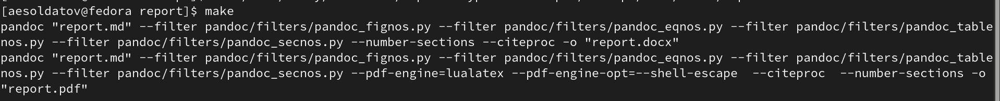 [aesoldatov@fedora report]$ make
pandoc "report.md" --filter pandoc/filters/pandoc_fignos.py --filter pandoc/filters/pandoc_eqnos.py --filter pandoc/filters/pandoc_table
nos.py --filter pandoc/filters/pandoc_secnos.py --number-sections --citeproc -o "report.docx"
pandoc "report.md" --filter pandoc/filters/pandoc_fignos.py --filter pandoc/filters/pandoc_eqnos.py --filter pandoc/filters/pandoc_table
nos.py --filter pandoc/filters/pandoc_secnos.py --pdf-engine=lualatex --pdf-engine-opt=--shell-escape  --citeproc  --number-sections -o
"report.pdf"